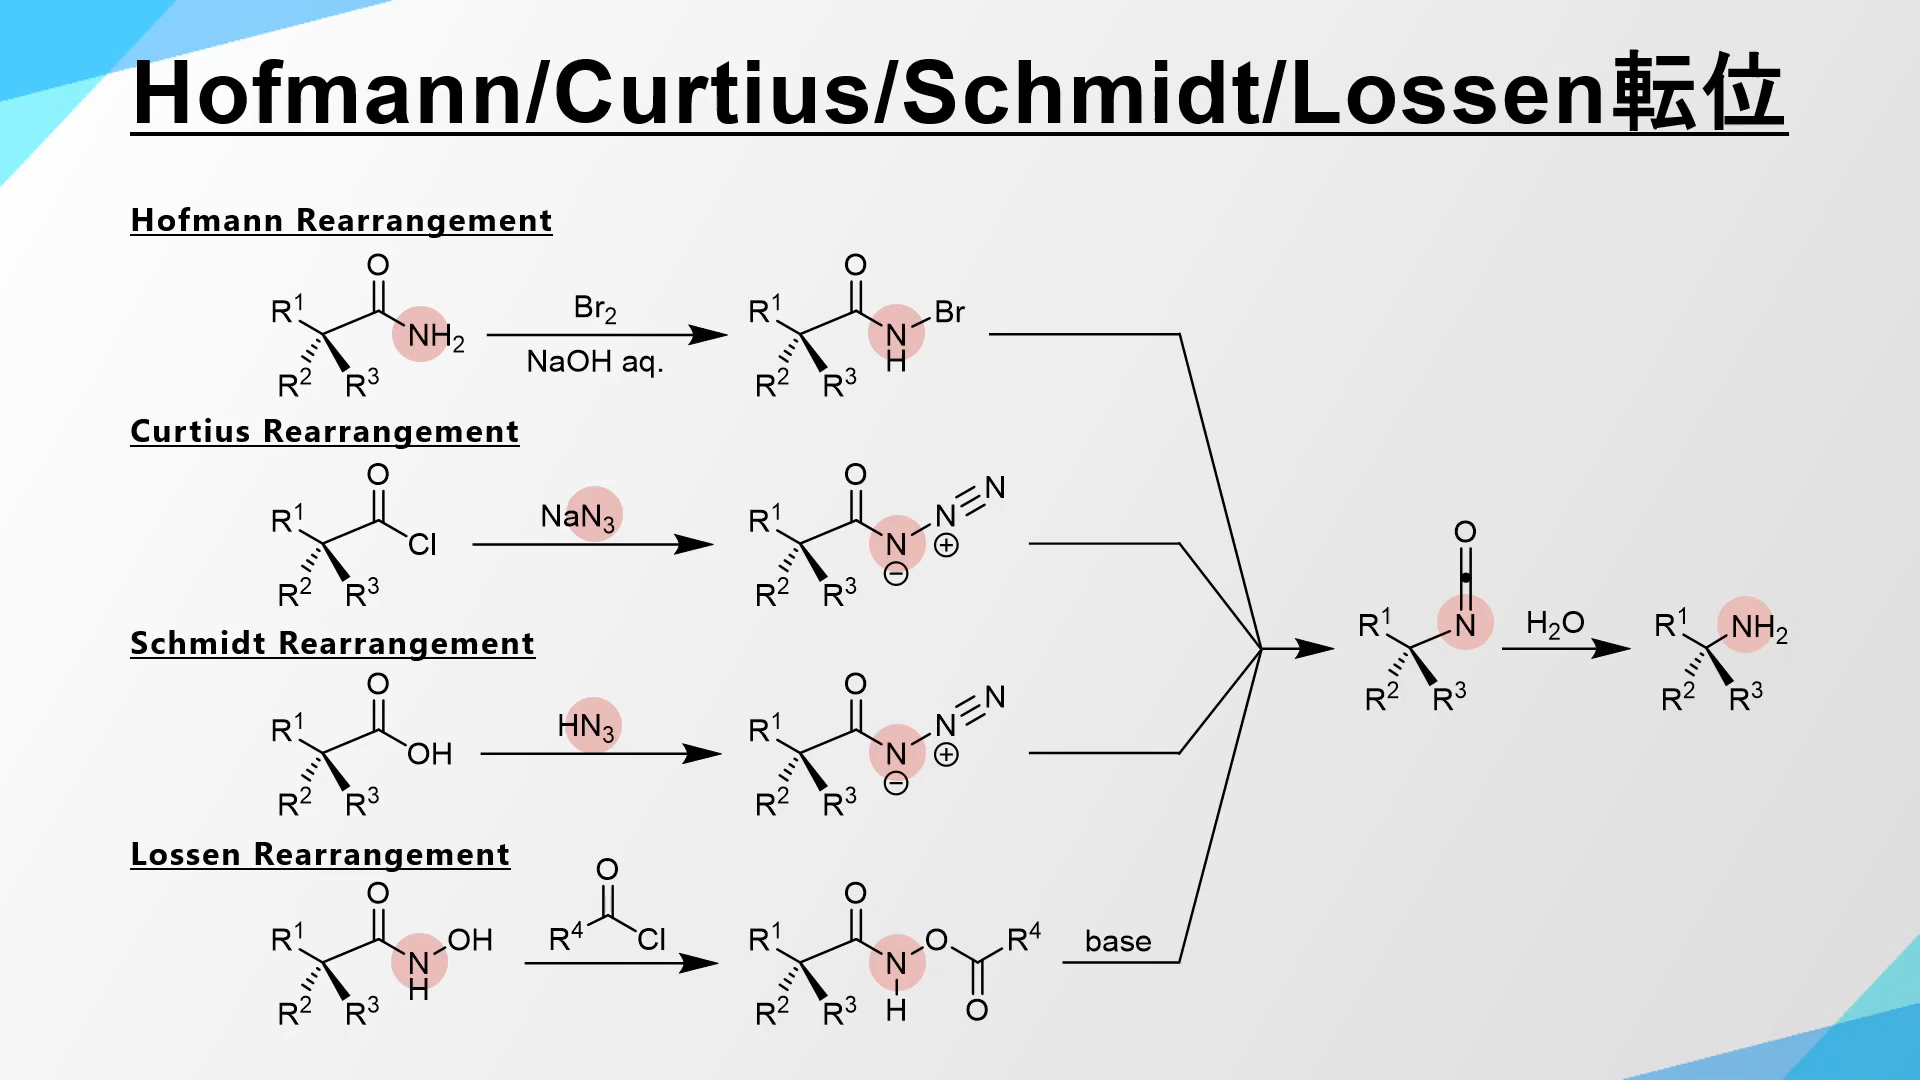 Hofmann/Curtius/Schmidt/Lossen転位
Hofmann Rearrangement
O
R¹
NH₂
R² R³
Br₂
NaOH aq.
O
R¹
Br
N
H
R² R³
Curtius Rearrangement
O
R¹
Cl
R² R³
NaN₃
O
R¹
N
⊖
N
⊕
N
R² R³
Schmidt Rearrangement
O
R¹
OH
R² R³
HN₃
O
R¹
N
⊖
N
⊕
N
R² R³
Lossen Rearrangement
O
R¹
OH
N
H
R² R³
O
R⁴
Cl
O
R¹
N
H
O
R⁴
O
R² R³
base
O
R¹
N
R² R³
H₂O
R¹
NH₂
R² R³